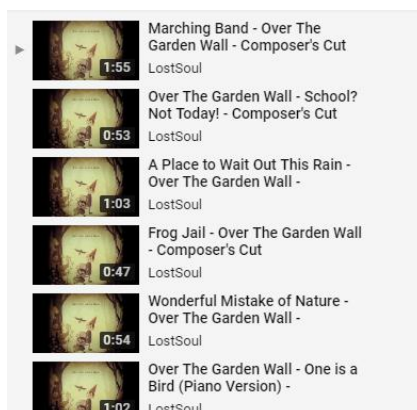 Marching Band - Over The
Garden Wall - Composer's Cut
1:55
LostSoul
Over The Garden Wall - School?
Not Today! - Composer's Cut
0:53
LostSoul
A Place to Wait Out This Rain -
Over The Garden Wall -
1:03
LostSoul
Frog Jail - Over The Garden Wall
- Composer's Cut
0:47
LostSoul
Wonderful Mistake of Nature -
Over The Garden Wall -
0:54
LostSoul
Over The Garden Wall - One is a
Bird (Piano Version) -
1:02
LostSoul